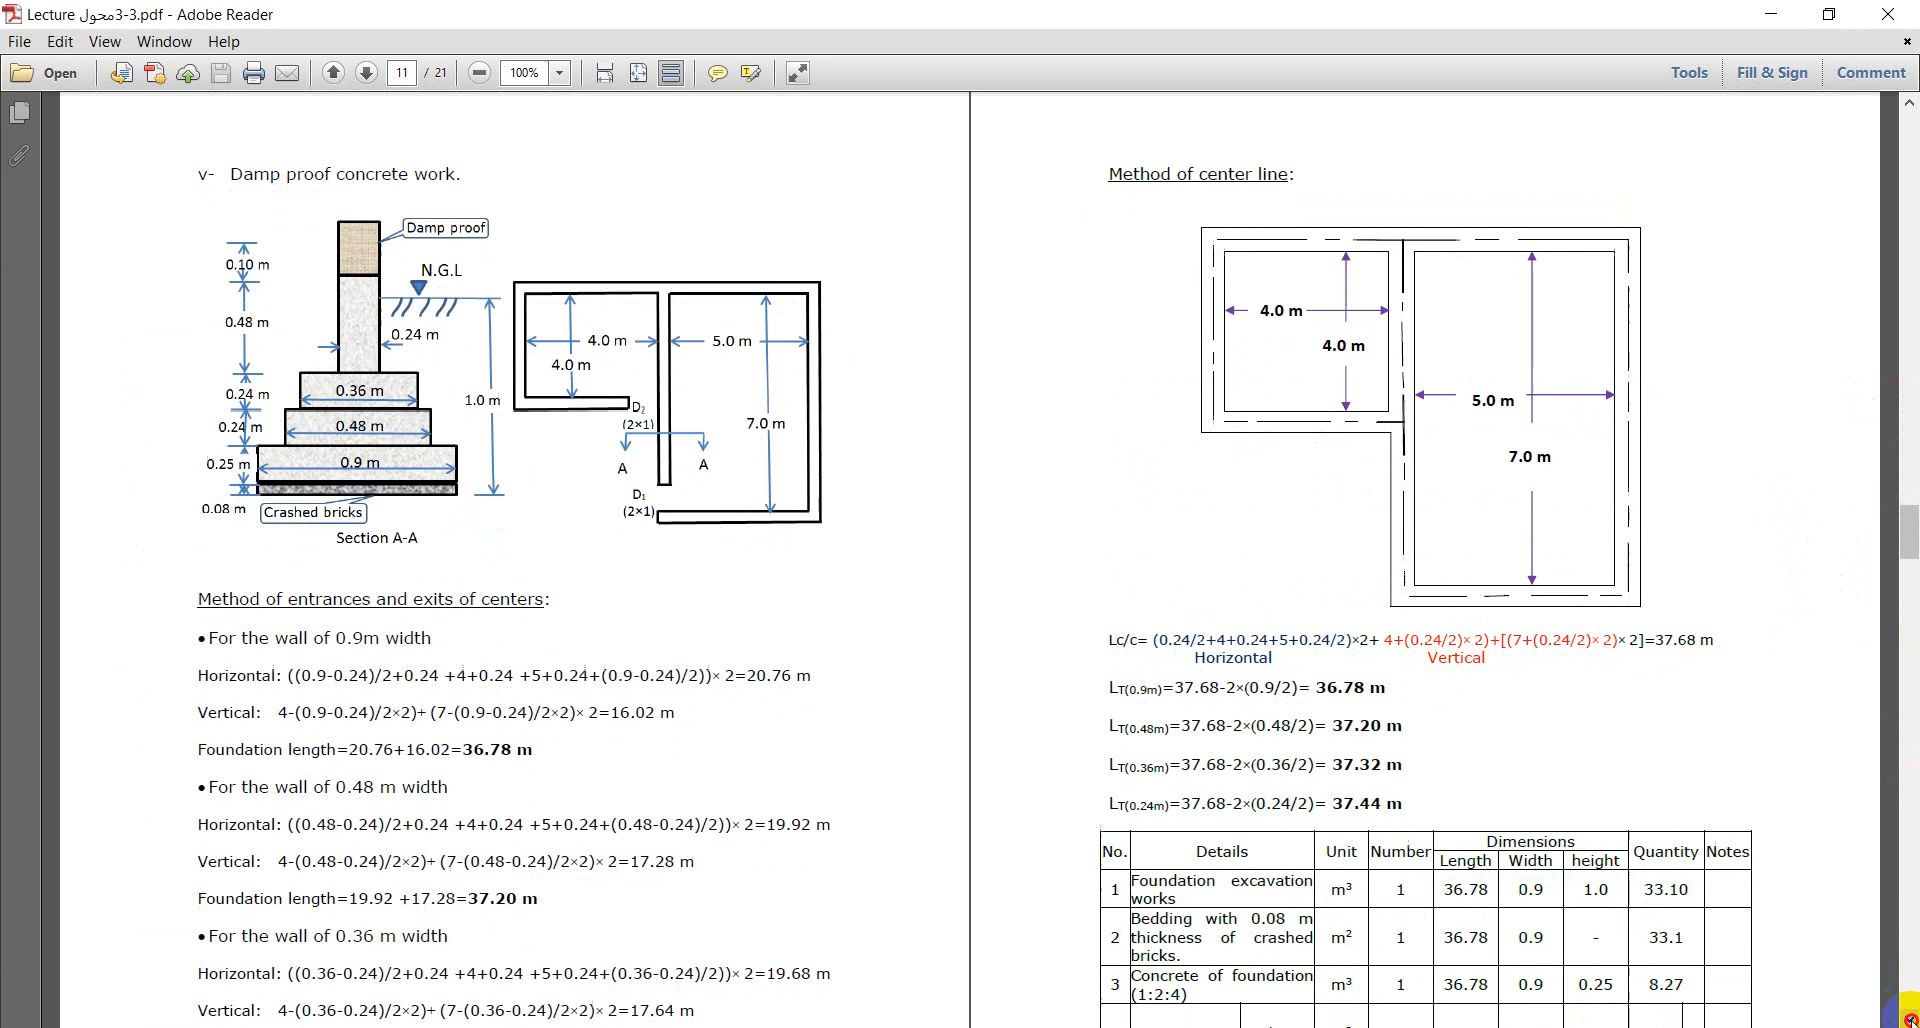 Lecture محول3-3.pdf - Adobe Reader
File Edit View Window Help
Open 11 / 21 100% Tools Fill & Sign Comment
v- Damp proof concrete work.
Damp proof
0.10 m
N.G.L
0.48 m
0.24 m
0.24 m
0.36 m
1.0 m
0.24 m
0.48 m
0.25 m
0.9 m
0.08 m
Crashed bricks
Section A-A
4.0 m
5.0 m
4.0 m
D₂
(2×1)
7.0 m
A
A
D₁
(2×1)
Method of entrances and exits of centers:
•For the wall of 0.9m width
Horizontal: ((0.9-0.24)/2+0.24 +4+0.24 +5+0.24+(0.9-0.24)/2))× 2=20.76 m
Vertical: 4-(0.9-0.24)/2×2)+(7-(0.9-0.24)/2×2)× 2=16.02 m
Foundation length=20.76+16.02=36.78 m
•For the wall of 0.48 m width
Horizontal: ((0.48-0.24)/2+0.24 +4+0.24 +5+0.24+(0.48-0.24)/2))× 2=19.92 m
Vertical: 4-(0.48-0.24)/2×2)+(7-(0.48-0.24)/2×2)× 2=17.28 m
Foundation length=19.92 +17.28=37.20 m
•For the wall of 0.36 m width
Horizontal: ((0.36-0.24)/2+0.24 +4+0.24 +5+0.24+(0.36-0.24)/2))× 2=19.68 m
Vertical: 4-(0.36-0.24)/2×2)+(7-(0.36-0.24)/2×2)× 2=17.64 m
Method of center line:
4.0 m
4.0 m
5.0 m
7.0 m
Lc/c= (0.24/2+4+0.24+5+0.24/2)×2+ 4+(0.24/2)× 2)+[(7+(0.24/2)× 2)× 2]=37.68 m
Horizontal Vertical
LT(0.9m)=37.68-2×(0.9/2)= 36.78 m
LT(0.48m)=37.68-2×(0.48/2)= 37.20 m
LT(0.36m)=37.68-2×(0.36/2)= 37.32 m
LT(0.24m)=37.68-2×(0.24/2)= 37.44 m
No. Details Unit Number Dimensions Quantity Notes
Length Width height
1 Foundation excavation works m³ 1 36.78 0.9 1.0 33.10
2 Bedding with 0.08 m thickness of crashed bricks. m² 1 36.78 0.9 - 33.1
3 Concrete of foundation (1:2:4) m³ 1 36.78 0.9 0.25 8.27